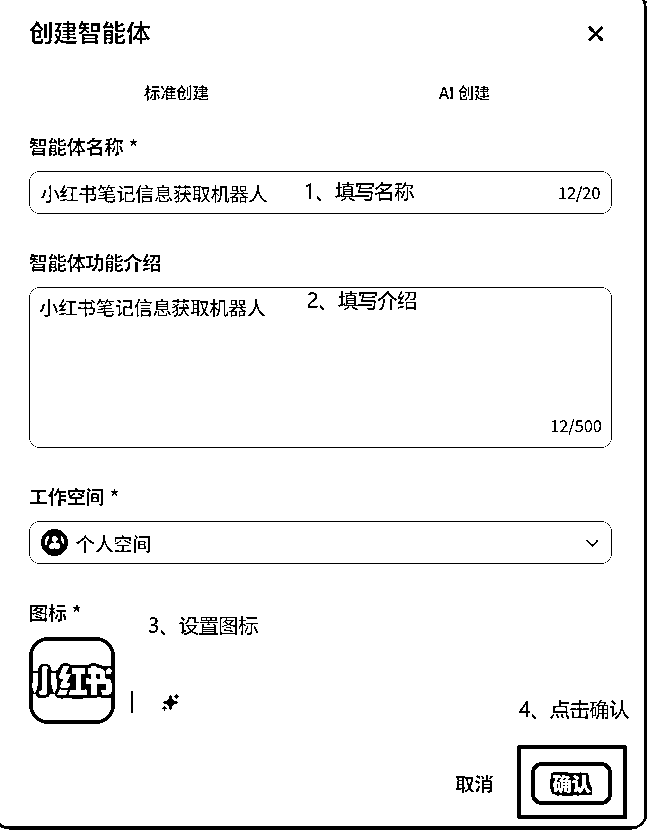 创建智能体
标准创建
AI 创建
智能体名称 *
小红书笔记信息获取机器人
1、填写名称
12/20
智能体功能介绍
小红书笔记信息获取机器人
2、填写介绍
12/500
工作空间 *
个人空间
图标 *
3、设置图标
小红书
4、点击确认
取消
确认